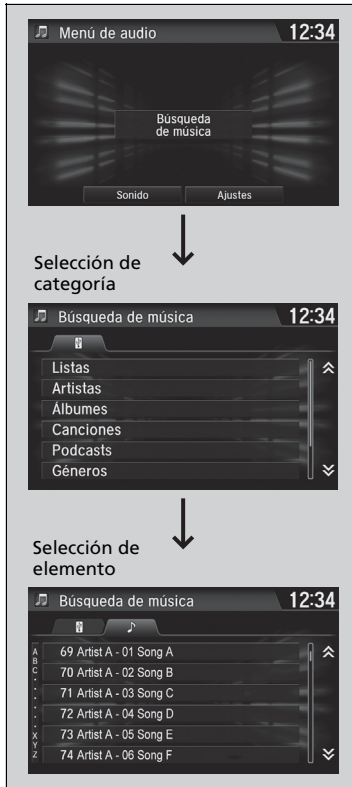 Menú de audio 12:34
Búsqueda
de música
Sonido Ajustes
Selección de
categoría
Búsqueda de música 12:34
Listas
Artistas
Álbumes
Canciones
Podcasts
Géneros
Selección de
elemento
Búsqueda de música 12:34
A
B
C
X
Y
Z
69 Artist A - 01 Song A
70 Artist A - 02 Song B
71 Artist A - 03 Song C
72 Artist A - 04 Song D
73 Artist A - 05 Song E
74 Artist A - 06 Song F